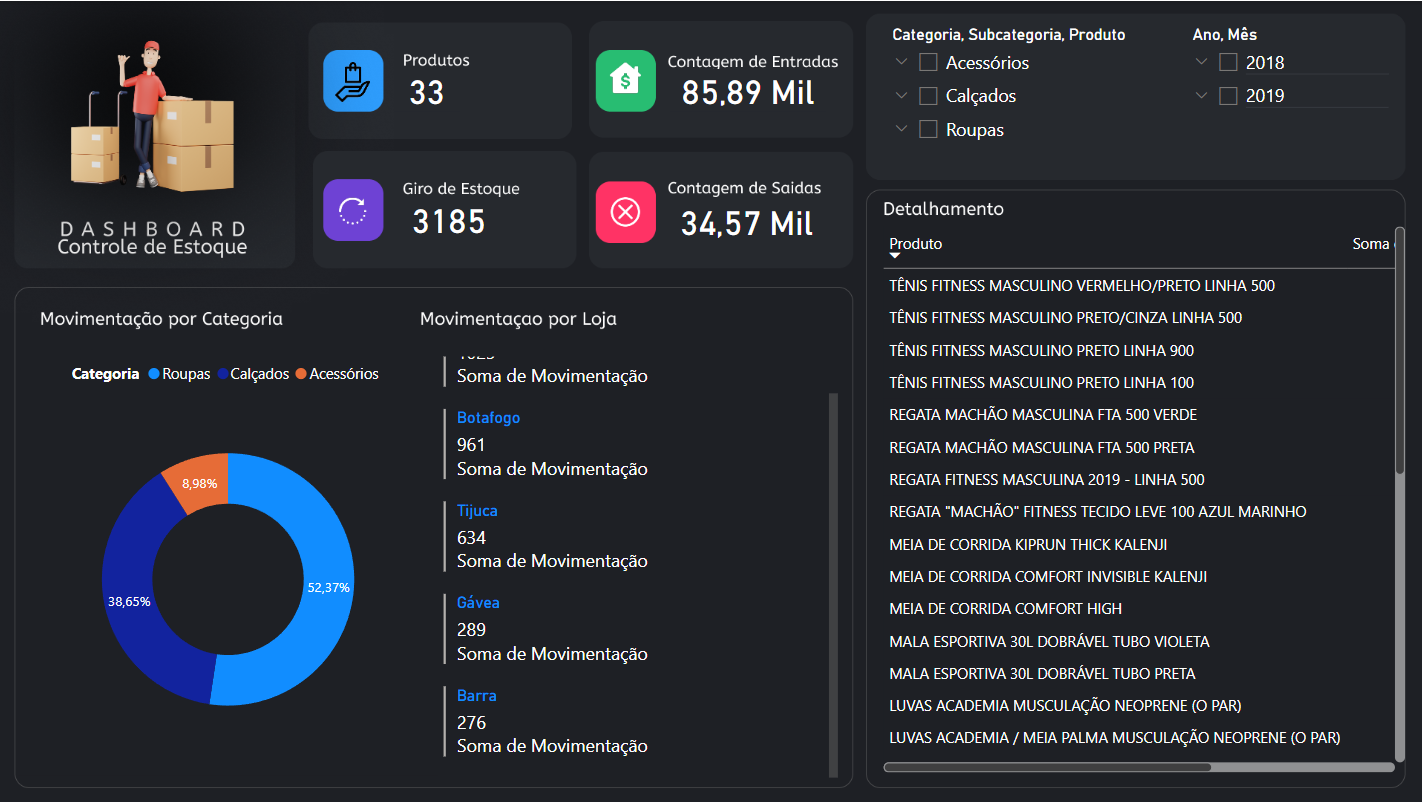 DASHBOARD
Controle de Estoque
Produtos
33
Contagem de Entradas
85,89 Mil
Giro de Estoque
3185
Contagem de Saidas
34,57 Mil
Categoria, Subcategoria, Produto
Acessórios
Calçados
Roupas
Ano, Mês
2018
2019
Movimentação por Categoria
Categoria Roupas Calçados Acessórios
8,98%
52,37%
38,65%
Movimentaçao por Loja
Soma de Movimentação
Botafogo
961
Soma de Movimentação
Tijuca
634
Soma de Movimentação
Gávea
289
Soma de Movimentação
Barra
276
Soma de Movimentação
Detalhamento
Produto Soma
TÊNIS FITNESS MASCULINO VERMELHO/PRETO LINHA 500
TÊNIS FITNESS MASCULINO PRETO/CINZA LINHA 500
TÊNIS FITNESS MASCULINO PRETO LINHA 900
TÊNIS FITNESS MASCULINO PRETO LINHA 100
REGATA MACHÃO MASCULINA FTA 500 VERDE
REGATA MACHÃO MASCULINA FTA 500 PRETA
REGATA FITNESS MASCULINA 2019 - LINHA 500
REGATA "MACHÃO" FITNESS TECIDO LEVE 100 AZUL MARINHO
MEIA DE CORRIDA KIPRUN THICK KALENJI
MEIA DE CORRIDA COMFORT INVISIBLE KALENJI
MEIA DE CORRIDA COMFORT HIGH
MALA ESPORTIVA 30L DOBRÁVEL TUBO VIOLETA
MALA ESPORTIVA 30L DOBRÁVEL TUBO PRETA
LUVAS ACADEMIA MUSCULAÇÃO NEOPRENE (O PAR)
LUVAS ACADEMIA / MEIA PALMA MUSCULAÇÃO NEOPRENE (O PAR)